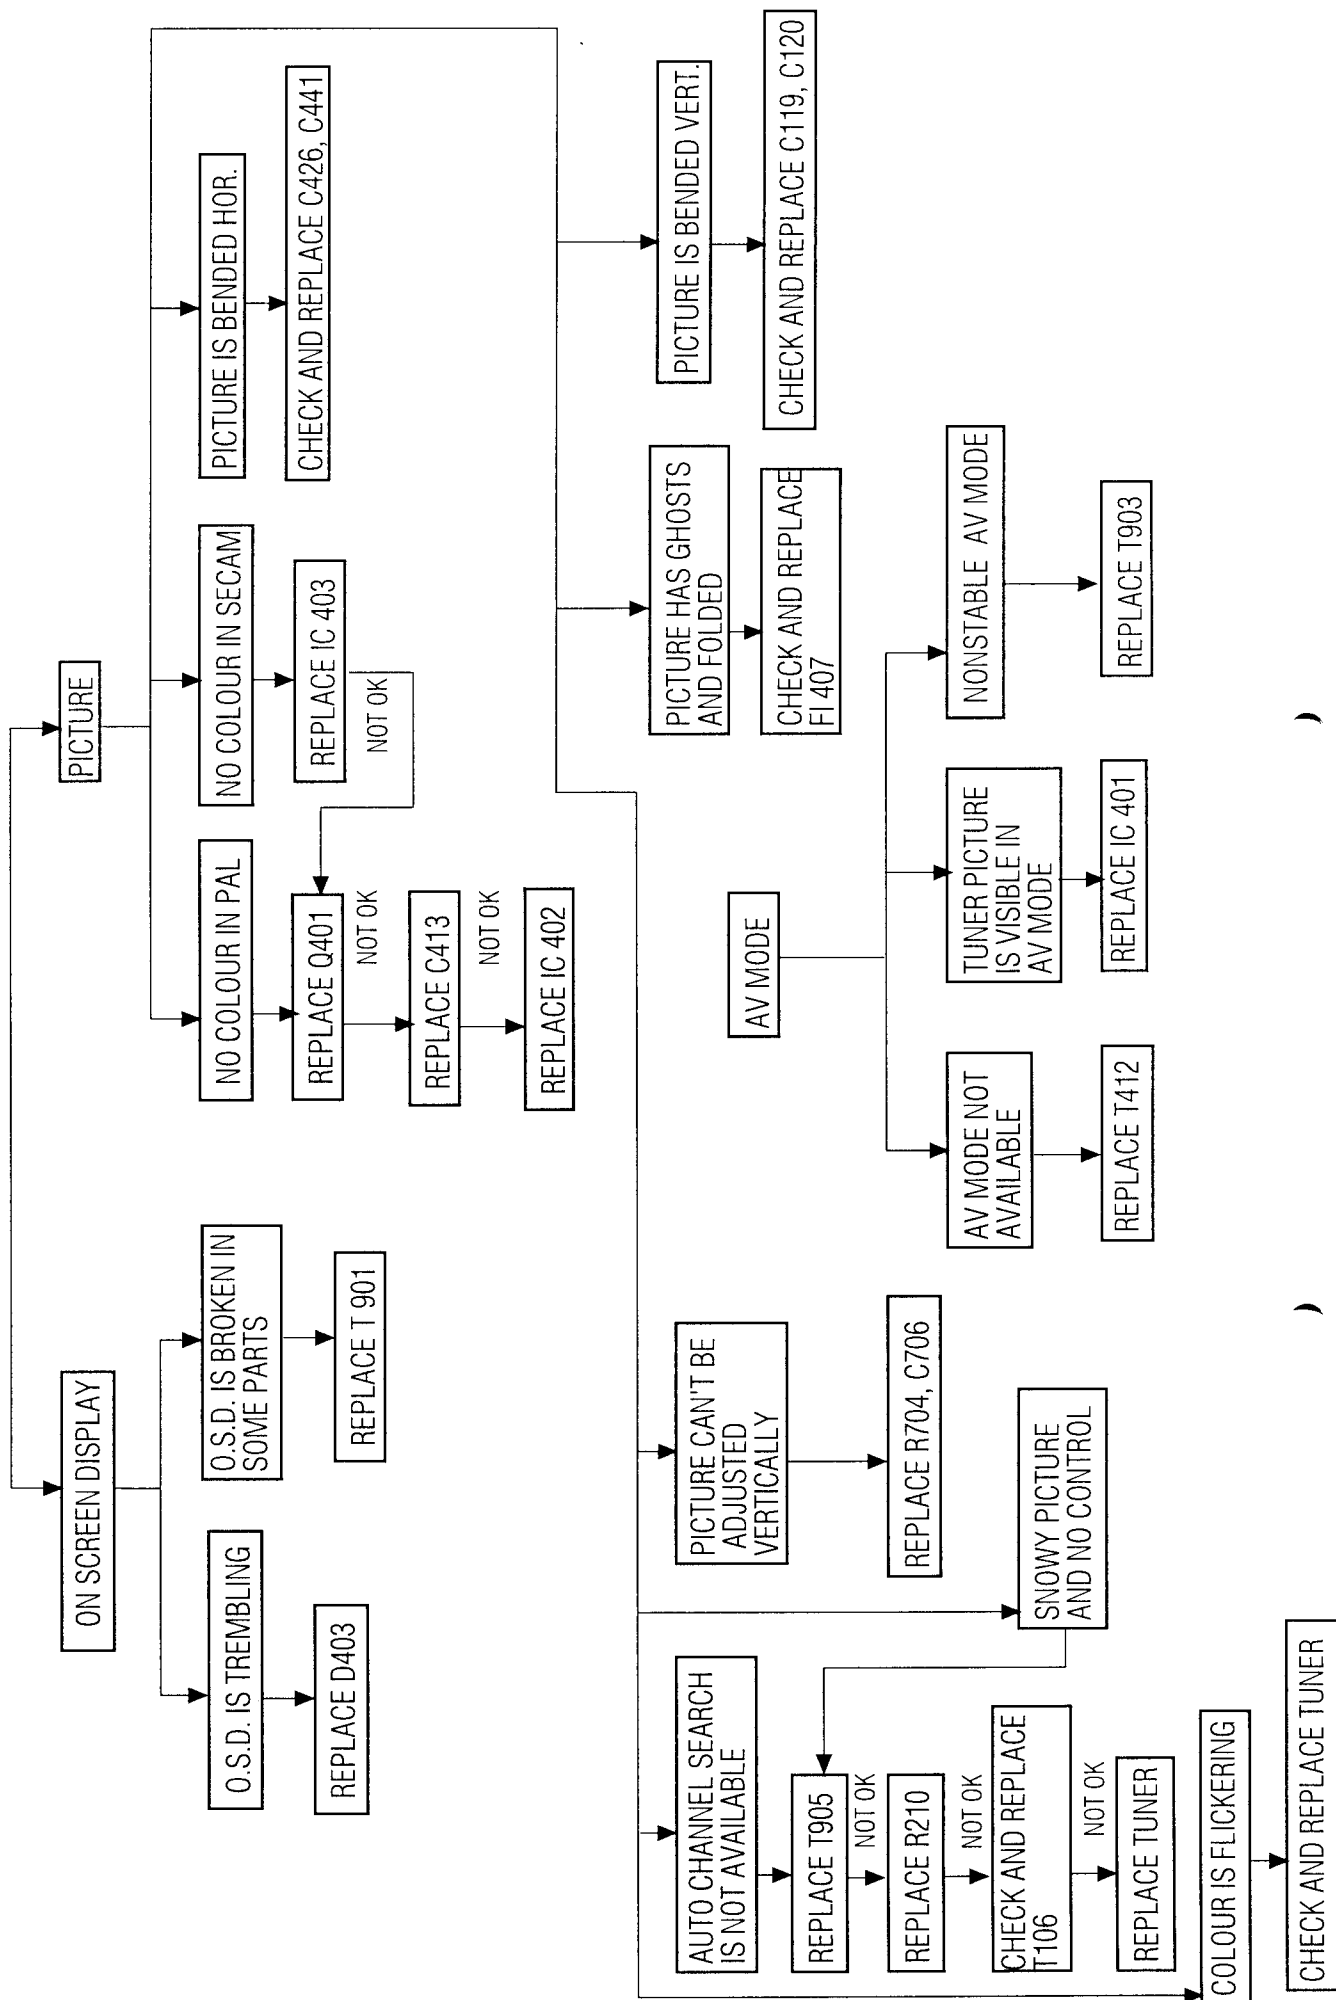 ON SCREEN DISPLAY
PICTURE
O.S.D. IS TREMBLING
REPLACE D403
O.S.D. IS BROKEN IN
SOME PARTS
REPLACE T 901
NO COLOUR IN PAL
REPLACE Q401
NOT OK
REPLACE C413
NOT OK
REPLACE IC 402
NO COLOUR IN SECAM
REPLACE IC 403
NOT OK
PICTURE IS BENDED HOR.
CHECK AND REPLACE C426, C441
AUTO CHANNEL SEARCH
IS NOT AVAILABLE
REPLACE T905
NOT OK
REPLACE R210
NOT OK
CHECK AND REPLACE
T106
NOT OK
REPLACE TUNER
COLOUR IS FLICKERING
CHECK AND REPLACE TUNER
PICTURE CAN'T BE
ADJUSTED
VERTICALLY
REPLACE R704, C706
SNOWY PICTURE
AND NO CONTROL
PICTURE HAS GHOSTS
AND FOLDED
CHECK AND REPLACE
FI 407
PICTURE IS BENDED VERT.
CHECK AND REPLACE C119, C120
AV MODE
AV MODE NOT
AVAILABLE
REPLACE T412
TUNER PICTURE
IS VISIBLE IN
AV MODE
REPLACE IC 401
NONSTABLE AV MODE
REPLACE T903